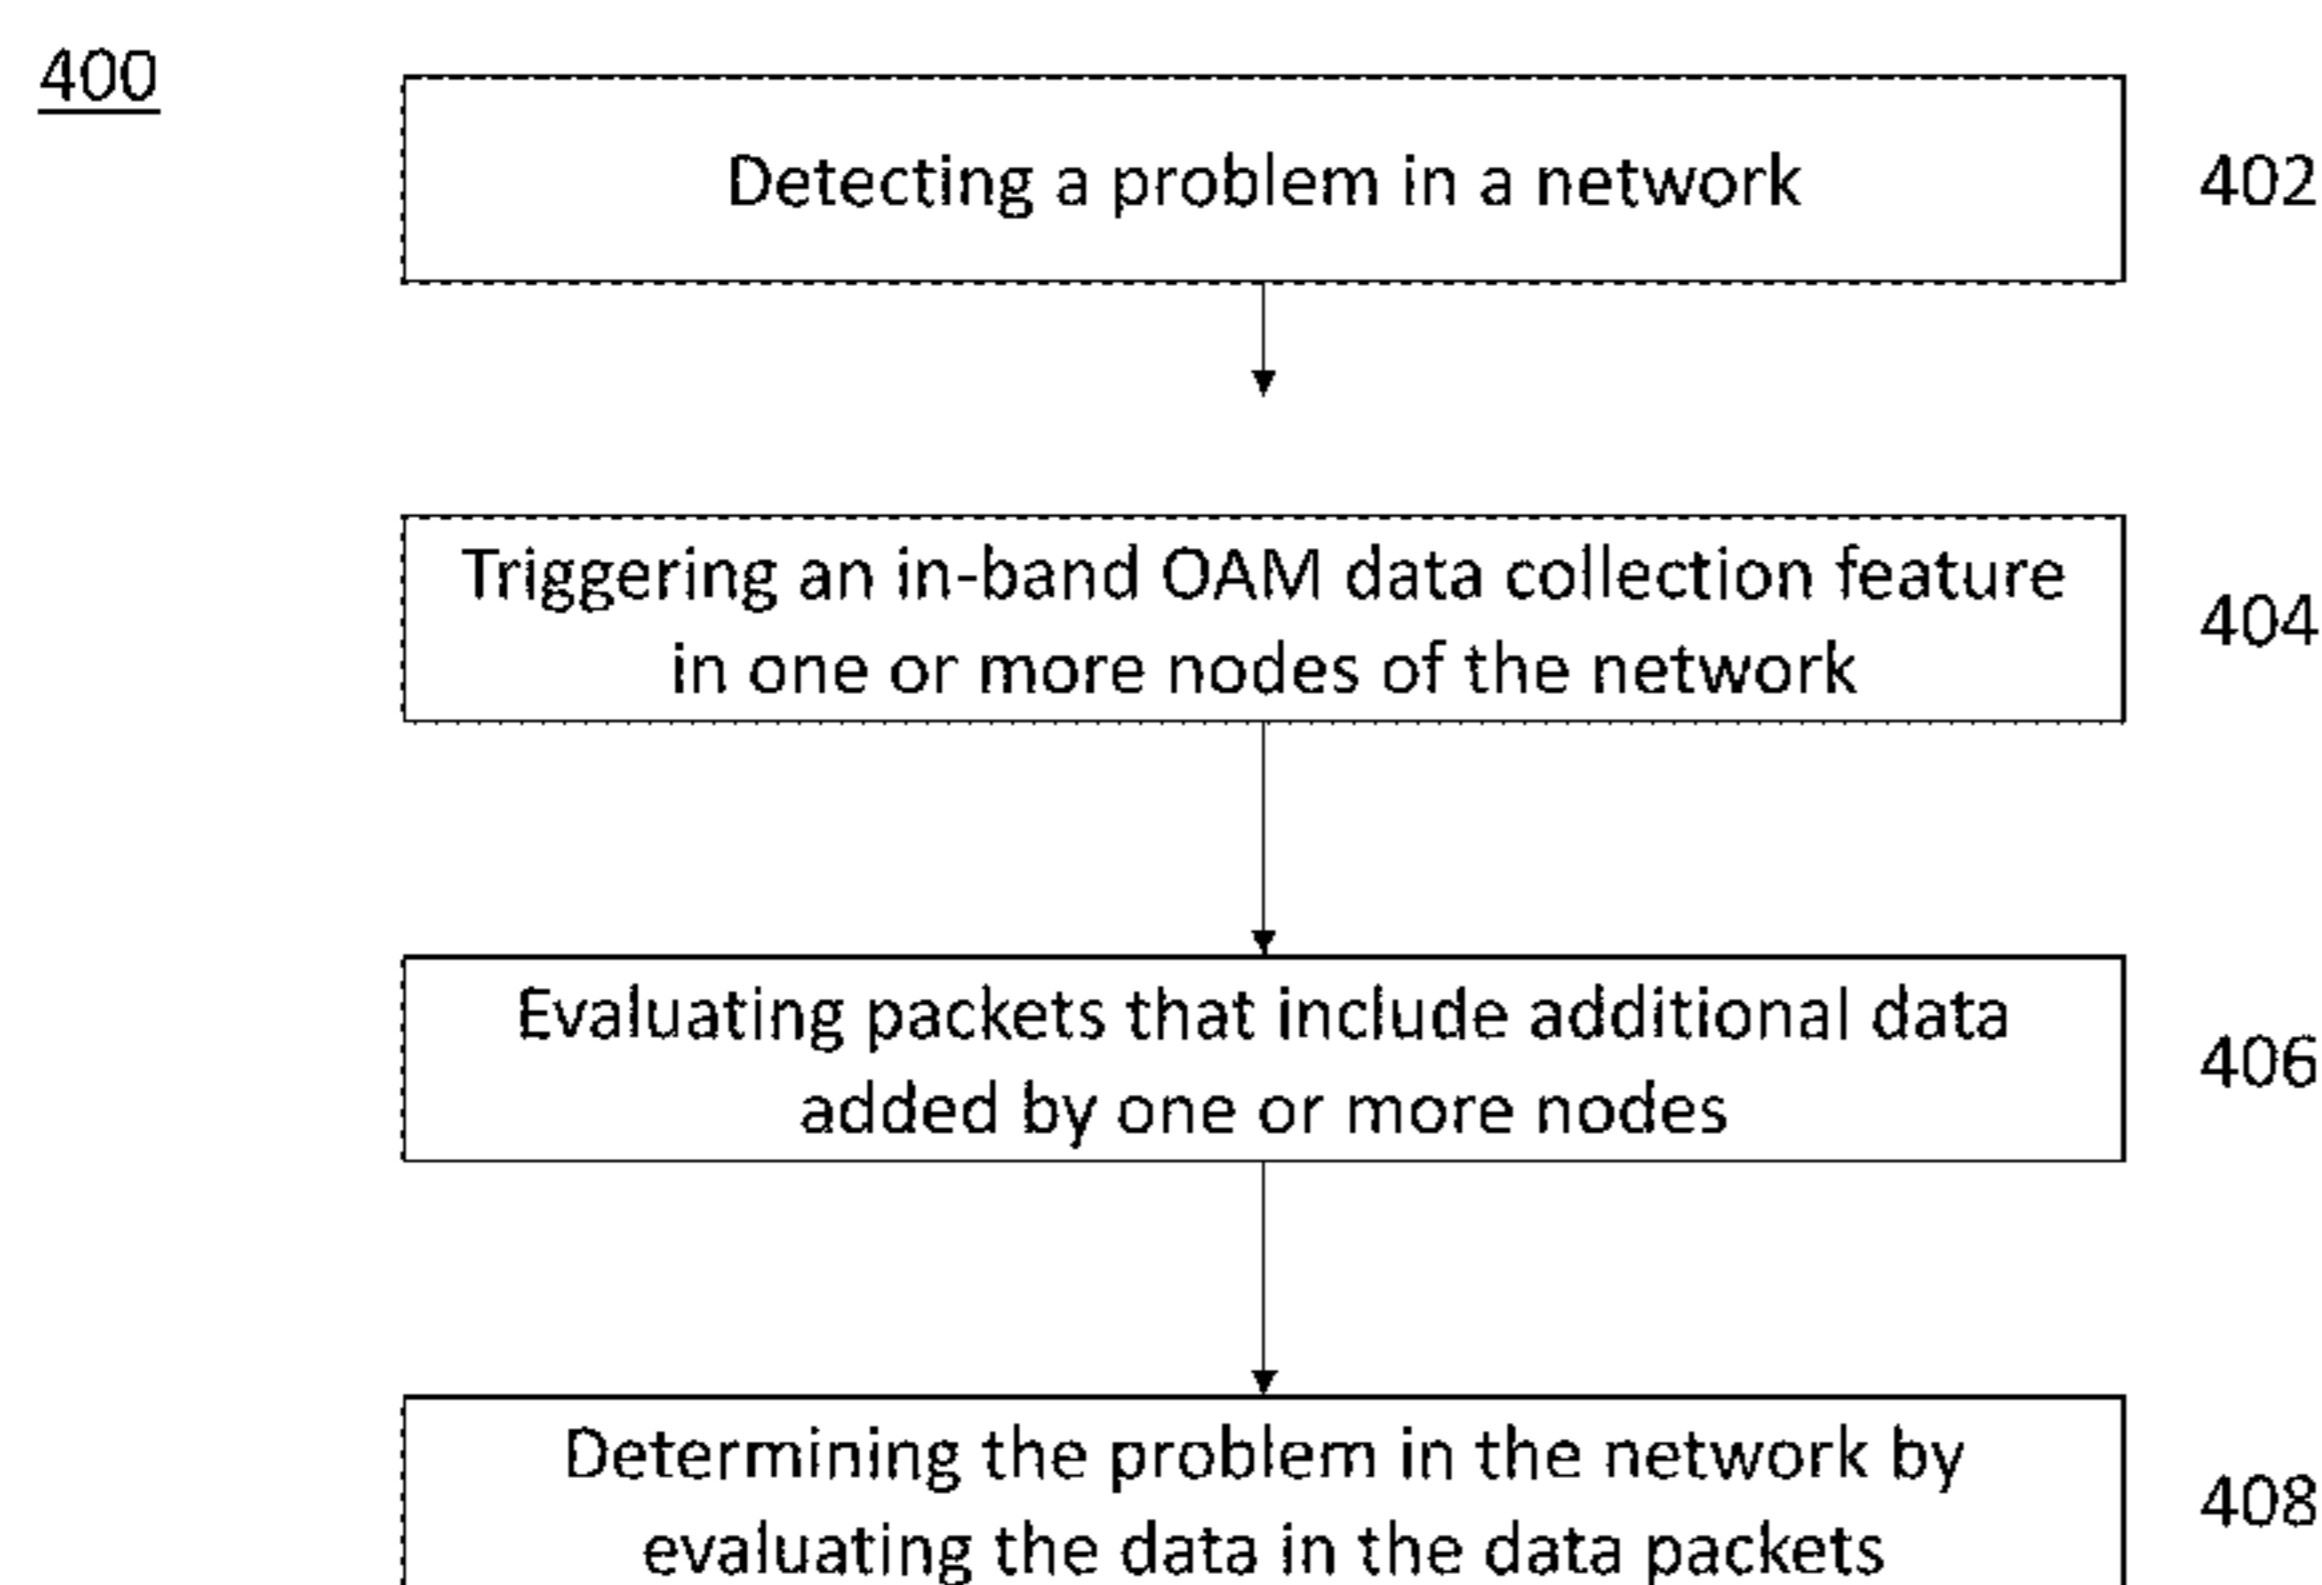 400
Detecting a problem in a network
402
Triggering an in-band OAM data collection feature
in one or more nodes of the network
404
Evaluating packets that include additional data
added by one or more nodes
406
Determining the problem in the network by
evaluating the data in the data packets
408